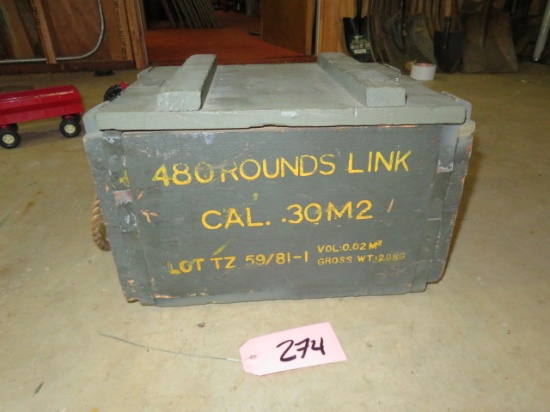 480 ROUNDS LINK
CAL. .30M2
LOT TZ 59/81-1
VOL:0.02 M³
GROSS WT:20KG
274